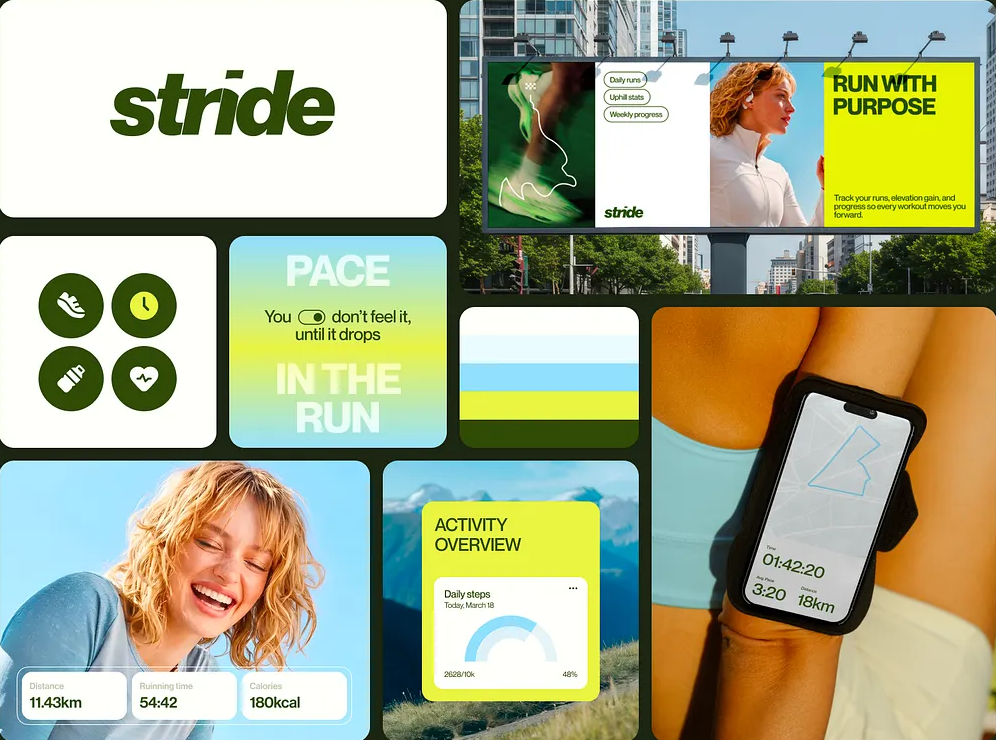 stride
Daily runs
Uphill stats
Weekly progress
stride
RUN WITH
PURPOSE
Track your runs, elevation gain, and
progress so every workout moves you
forward.
PACE
You don't feel it,
until it drops
IN THE
RUN
Distance
11.43km
Ruinning time
54:42
Calories
180kcal
ACTIVITY
OVERVIEW
Daily steps
Today, March 18
2628/10k
48%
Time
01:42:20
Avg. Pace
3:20
Distance
18km